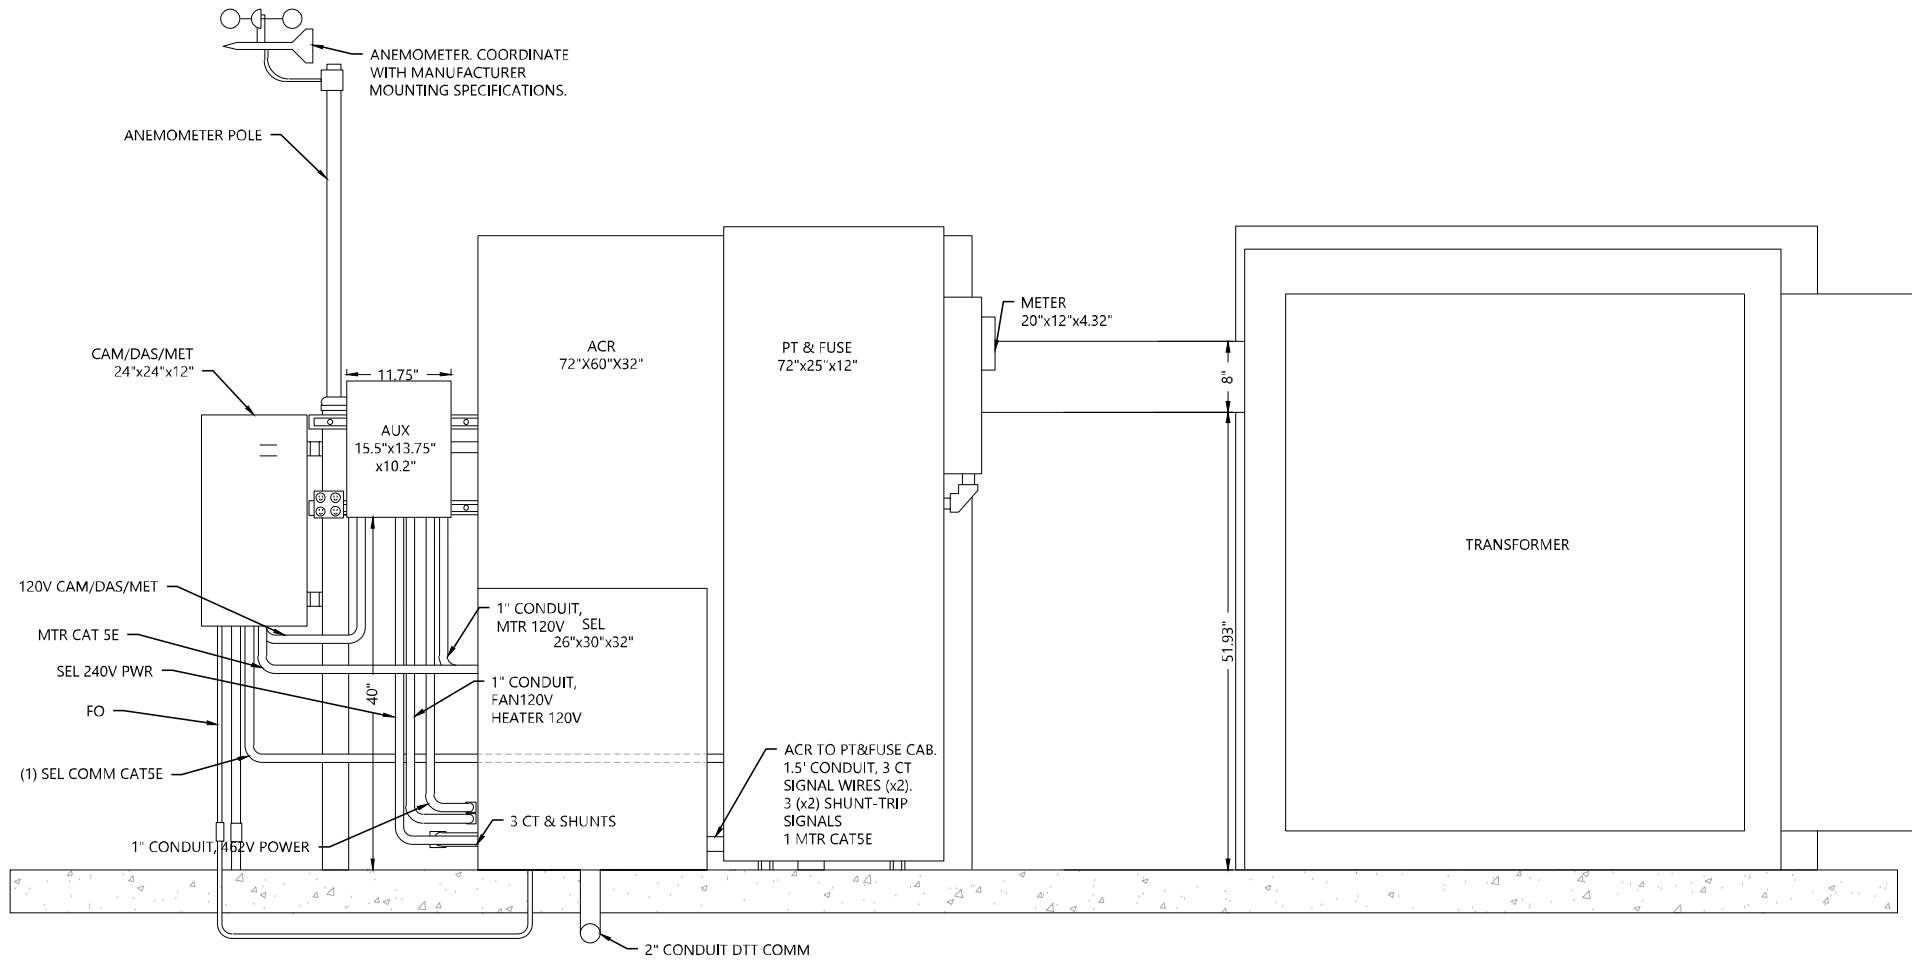 ANEMOMETER. COORDINATE
WITH MANUFACTURER
MOUNTING SPECIFICATIONS.
ANEMOMETER POLE
METER
20"x12"x4.32"
CAM/DAS/MET
24"x24"x12"
11.75"
ACR
72"X60"X32"
PT & FUSE
72"x25"x12"
8"
AUX
15.5"x13.75"
x10.2"
TRANSFORMER
120V CAM/DAS/MET
MTR CAT 5E
SEL 240V PWR
FO
(1) SEL COMM CAT5E
1" CONDUIT, 462V POWER
40"
1" CONDUIT,
MTR 120V
SEL
26"x30"x32"
1" CONDUIT,
FAN120V
HEATER 120V
3 CT & SHUNTS
ACR TO PT&FUSE CAB.
1.5' CONDUIT, 3 CT
SIGNAL WIRES (x2).
3 (x2) SHUNT-TRIP
SIGNALS
1 MTR CAT5E
51.93"
2" CONDUIT DTT COMM